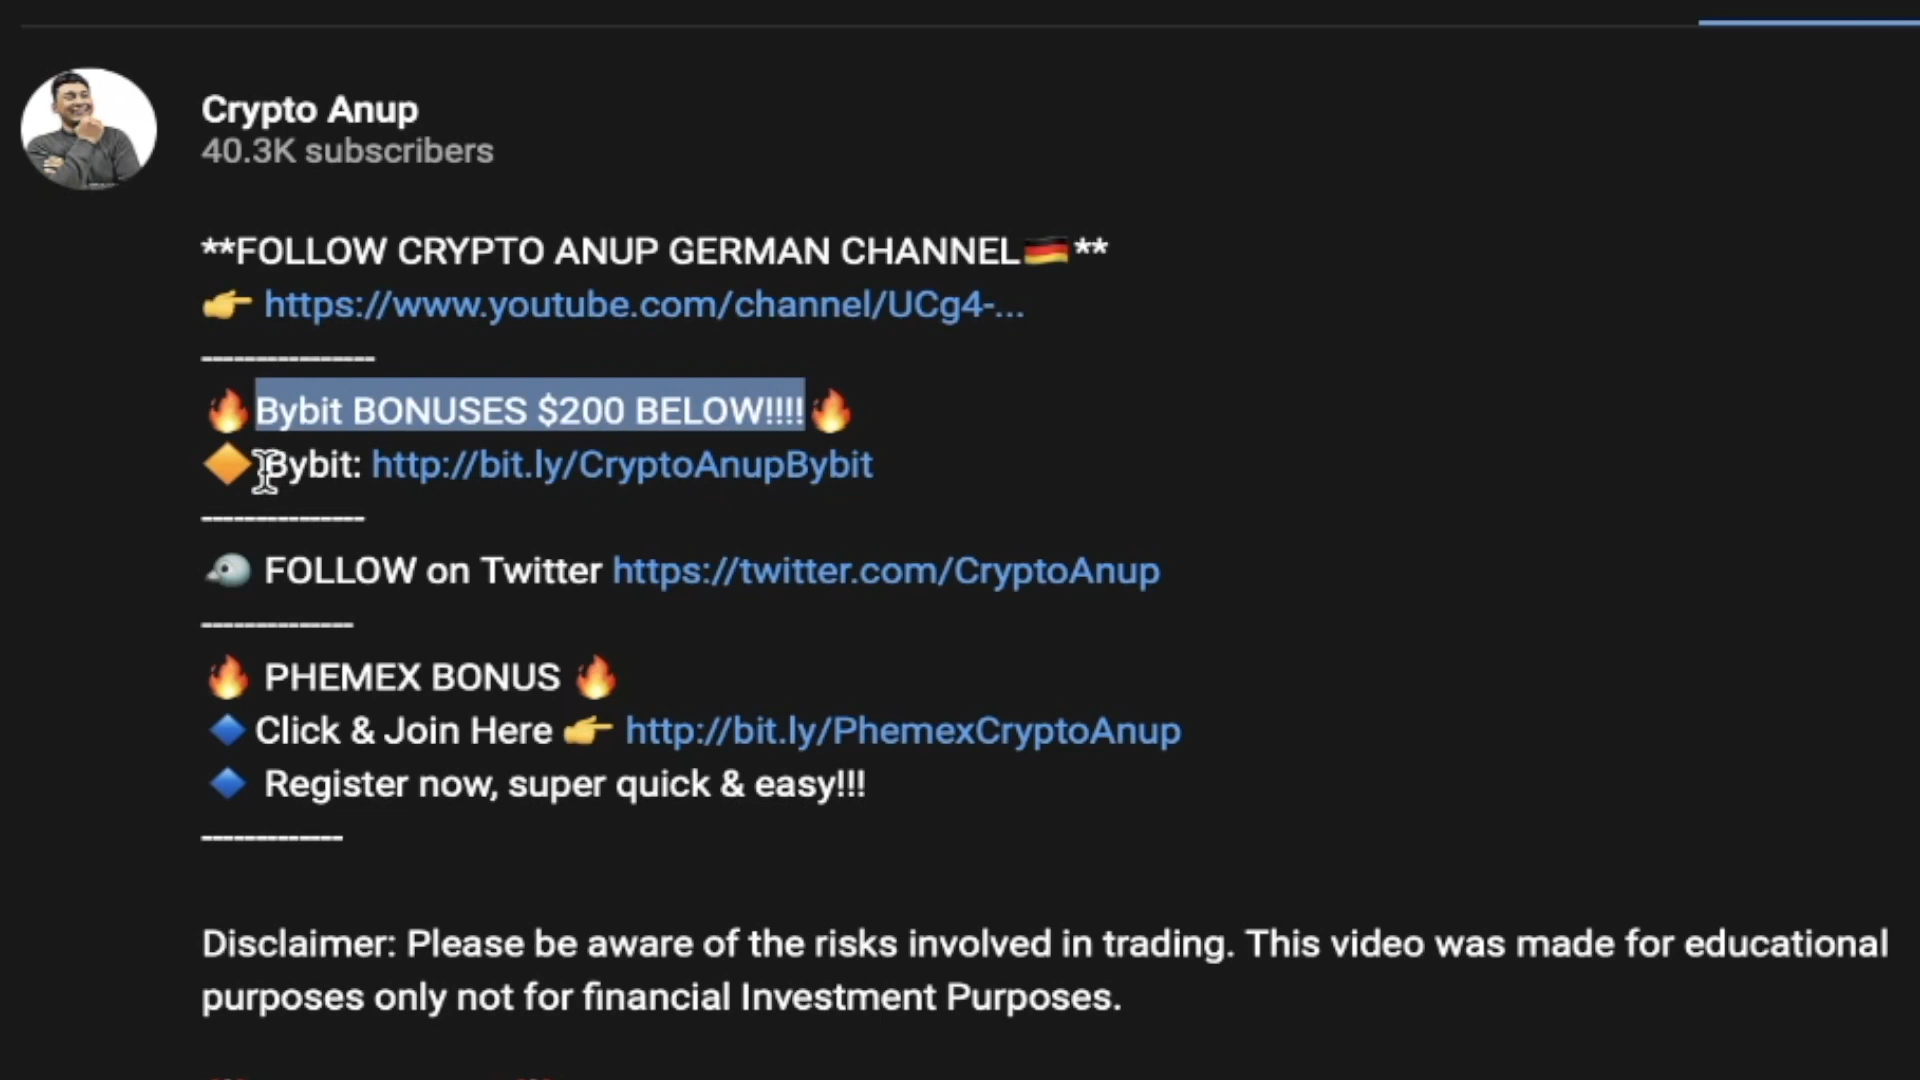 Crypto Anup
40.3K subscribers
**FOLLOW CRYPTO ANUP GERMAN CHANNEL🇩🇪**
👉 https://www.youtube.com/channel/UCg4-...
----------------
🔥Bybit BONUSES $200 BELOW!!!!🔥
🔶 Bybit: http://bit.ly/CryptoAnupBybit
---------------
🐦 FOLLOW on Twitter https://twitter.com/CryptoAnup
--------------
🔥 PHEMEX BONUS 🔥
🔹Click & Join Here 👉 http://bit.ly/PhemexCryptoAnup
🔹 Register now, super quick & easy!!!
-------------
Disclaimer: Please be aware of the risks involved in trading. This video was made for educational
purposes only not for financial Investment Purposes.